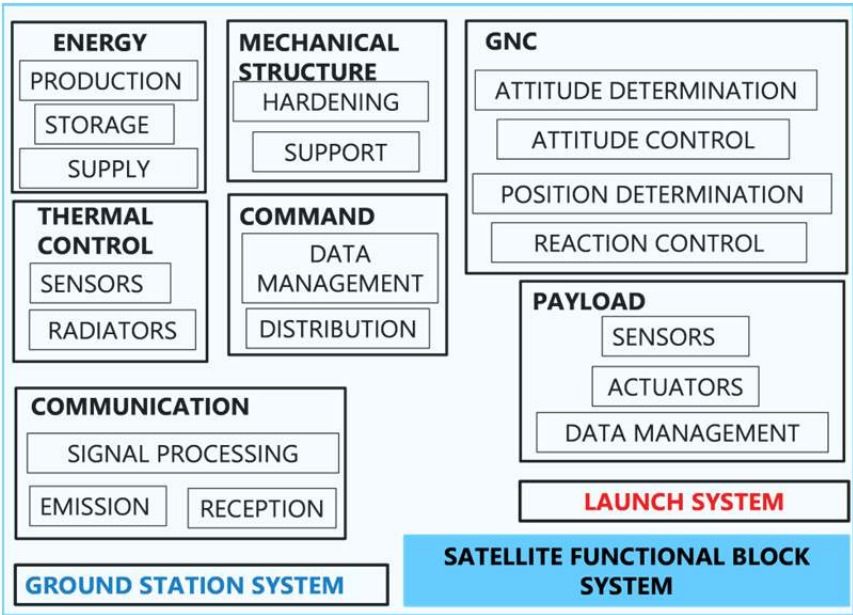 ENERGY
PRODUCTION
STORAGE
SUPPLY
MECHANICAL
STRUCTURE
HARDENING
SUPPORT
GNC
ATTITUDE DETERMINATION
ATTITUDE CONTROL
POSITION DETERMINATION
REACTION CONTROL
THERMAL
CONTROL
SENSORS
RADIATORS
COMMAND
DATA
MANAGEMENT
DISTRIBUTION
PAYLOAD
SENSORS
ACTUATORS
DATA MANAGEMENT
COMMUNICATION
SIGNAL PROCESSING
EMISSION
RECEPTION
LAUNCH SYSTEM
GROUND STATION SYSTEM
SATELLITE FUNCTIONAL BLOCK
SYSTEM